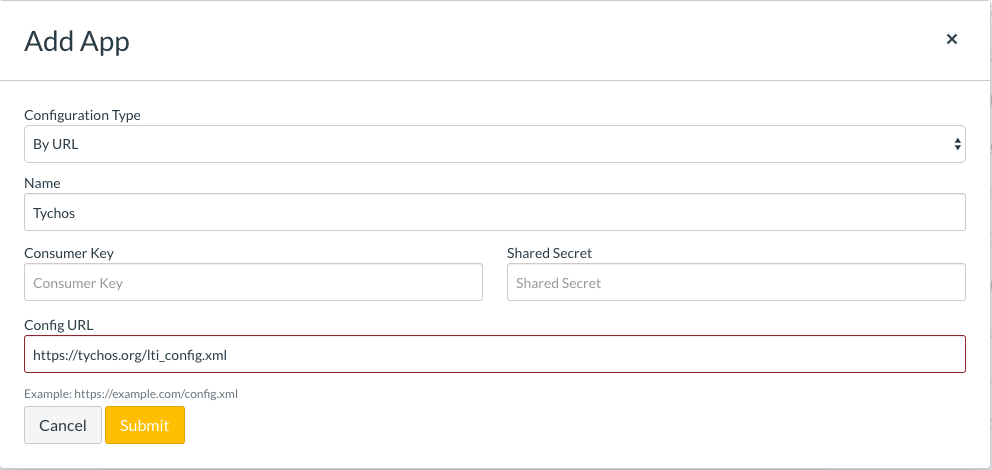 Add App
×
Configuration Type
By URL
Name
Tychos
Consumer Key
Shared Secret
Consumer Key
Shared Secret
Config URL
https://tychos.org/lti_config.xml
Example: https://example.com/config.xml
Cancel Submit